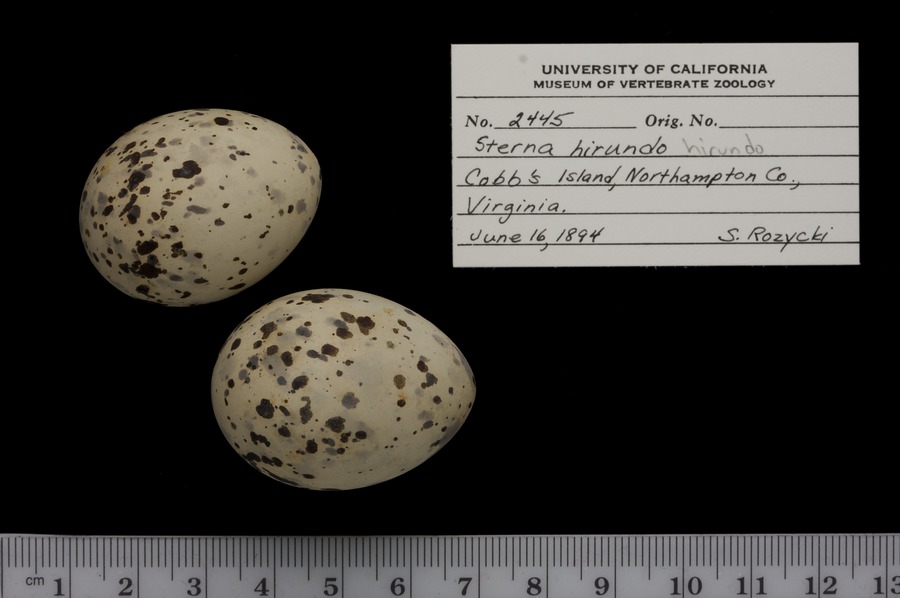 UNIVERSITY OF CALIFORNIA
MUSEUM OF VERTEBRATE ZOOLOGY
No. 2445 Orig. No.
Sterna hirundo hirundo
Cobb's Island, Northampton Co.,
Virginia.
June 16, 1894 S. Rozycki
cm 1 2 3 4 5 6 7 8 9 10 11 12 13